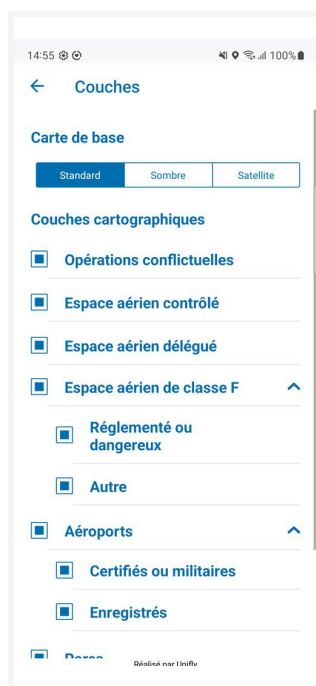 14:55 100%
Couches
Carte de base
Standard Sombre Satellite
Couches cartographiques
Opérations conflictuelles
Espace aérien contrôlé
Espace aérien délégué
Espace aérien de classe F
Réglementé ou
dangereux
Autre
Aéroports
Certifiés ou militaires
Enregistrés
Parcs
Réalisé par Unifly